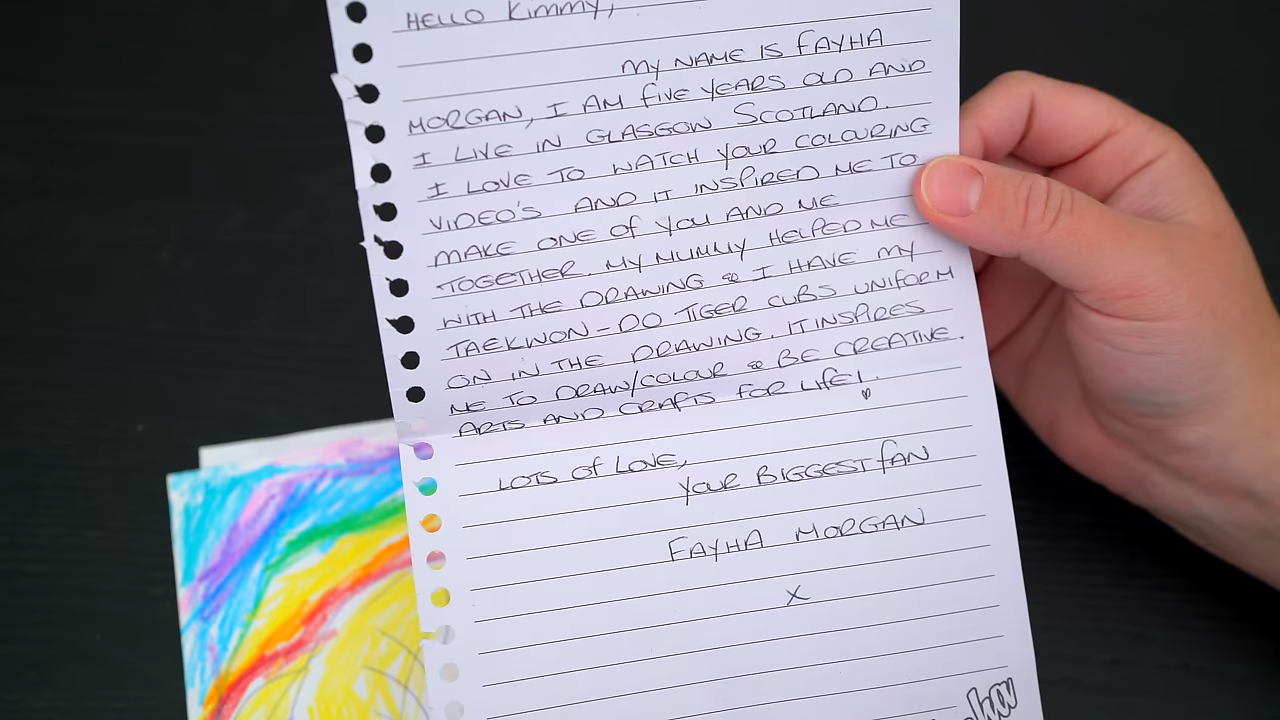 HELLO Kimmy,
MY NAME IS FAYHA
MORGAN, I AM FIVE YEARS OLD AND
I LIVE IN GLASGOW SCOTLAND.
I LOVE TO WATCH YOUR COLOURING
VIDEO'S AND IT INSPIRED ME TO
MAKE ONE OF YOU AND ME
TOGETHER. MY MUMMY HELPED ME
WITH THE DRAWING & I HAVE MY
TAEKWON-DO TIGER CUBS UNIFORM
ON IN THE DRAWING. IT INSPIRES
ME TO DRAW/COLOUR & BE CREATIVE.
ARTS AND CRAFTS FOR LIFE!
LOTS OF LOVE,
YOUR BIGGEST FAN
FAYHA MORGAN
X